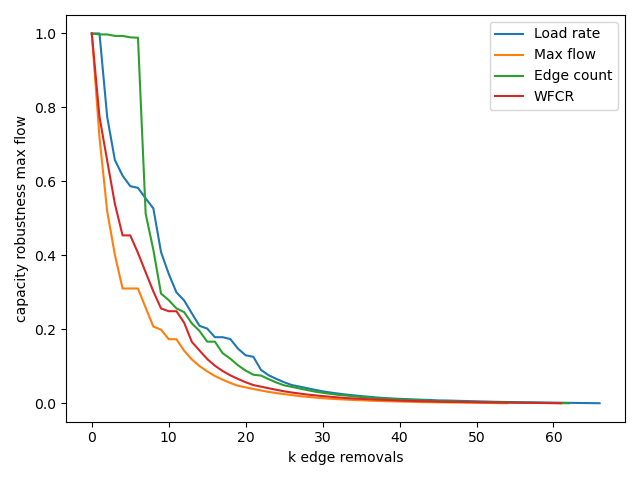 Load rate
Max flow
Edge count
WFCR
1.0
0.8
0.6
0.4
0.2
0.0
capacity robustness max flow
0 10 20 30 40 50 60
k edge removals